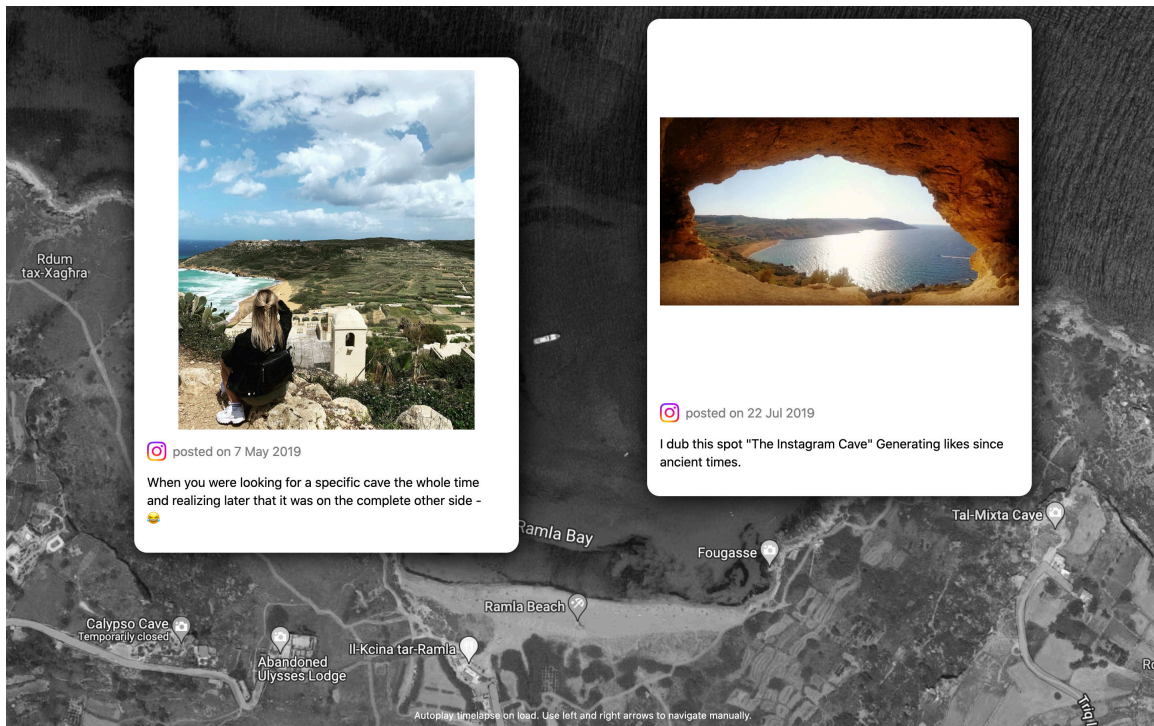 posted on 7 May 2019
When you were looking for a specific cave the whole time
and realizing later that it was on the complete other side -
😂
posted on 22 Jul 2019
I dub this spot "The Instagram Cave" Generating likes since
ancient times.
Rdum
tax-Xagħra
Ramla Bay
Tal-Mixta Cave
Fougasse
Ramla Beach
Calypso Cave
Temporarily closed
Il-Kcina tar-Ramla
Abandoned
Ulysses Lodge
Ro
Triq
Autoplay timelapse on load. Use left and right arrows to navigate manually.